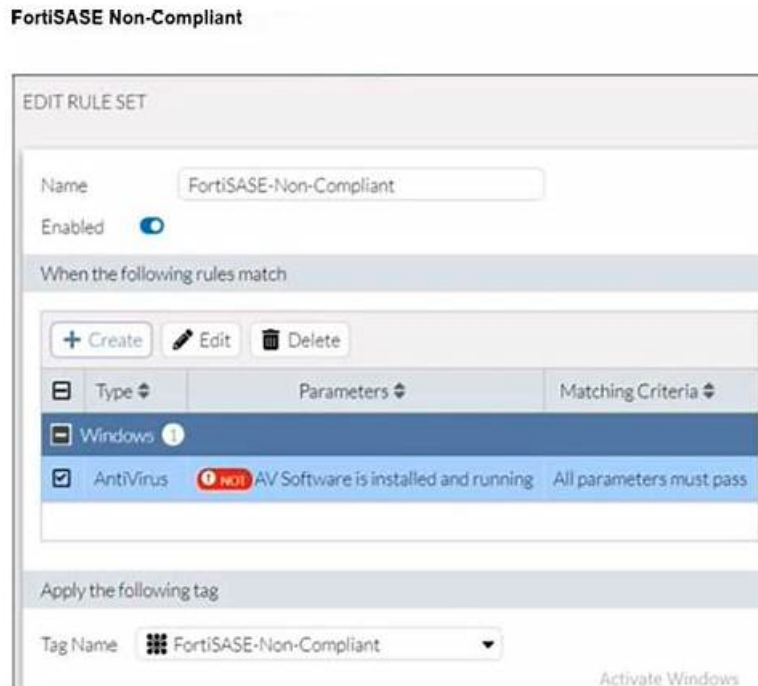 FortiSASE Non-Compliant
EDIT RULE SET
Name FortiSASE-Non-Compliant
Enabled
When the following rules match
+ Create Edit Delete
Type Parameters Matching Criteria
Windows 1
AntiVirus NOT AV Software is installed and running All parameters must pass
Apply the following tag
Tag Name FortiSASE-Non-Compliant
Activate Windows